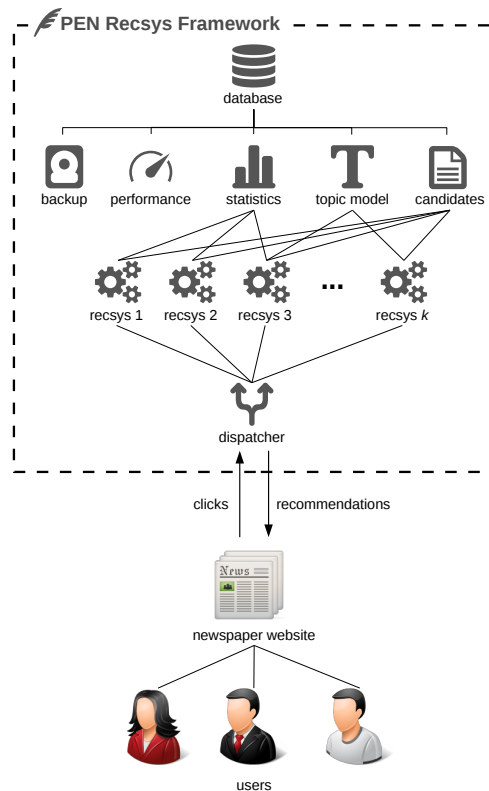 PEN Recsys Framework
database
backup performance statistics topic model candidates
recsys 1 recsys 2 recsys 3 ... recsys k
dispatcher
clicks recommendations
News
newspaper website
users